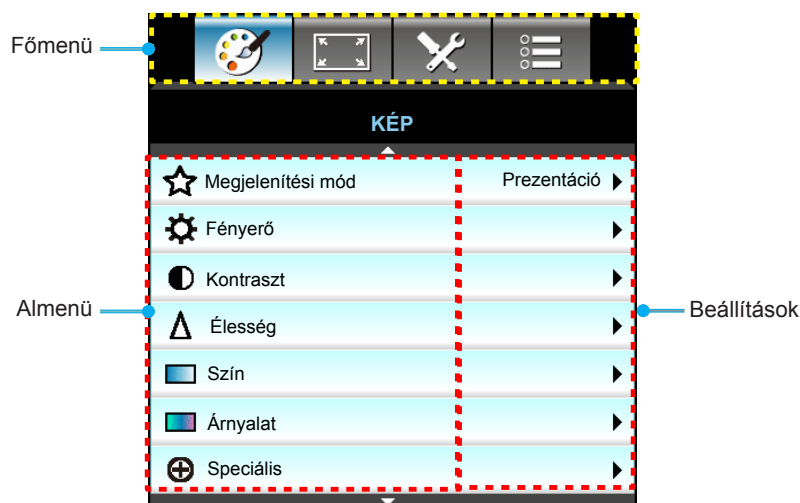 Főmenü
KÉP
Megjelenítési mód Prezentáció
Fényerő
Kontraszt
Almenü
Beállítások
Élesség
Szín
Árnyalat
Speciális